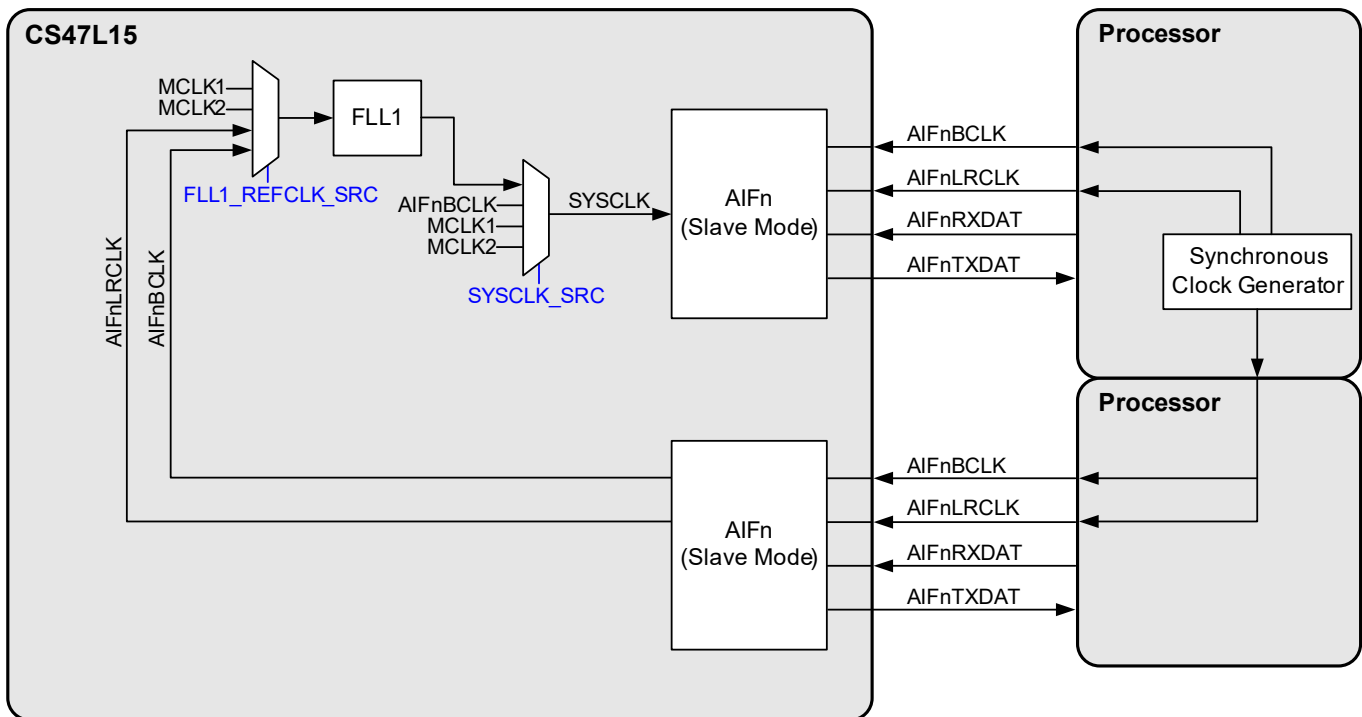 CS47L15
Processor
MCLK1
MCLK2
FLL1
FLL1_REFCLK_SRC
AIFnBCLK
MCLK1
MCLK2
SYSCLK_SRC
SYSCLK
AIFn
(Slave Mode)
AIFnBCLK
AIFnLRCLK
AIFnRXDAT
AIFnTXDAT
Synchronous
Clock Generator
AIFnLRCLK
AIFnBCLK
Processor
AIFn
(Slave Mode)
AIFnBCLK
AIFnLRCLK
AIFnRXDAT
AIFnTXDAT